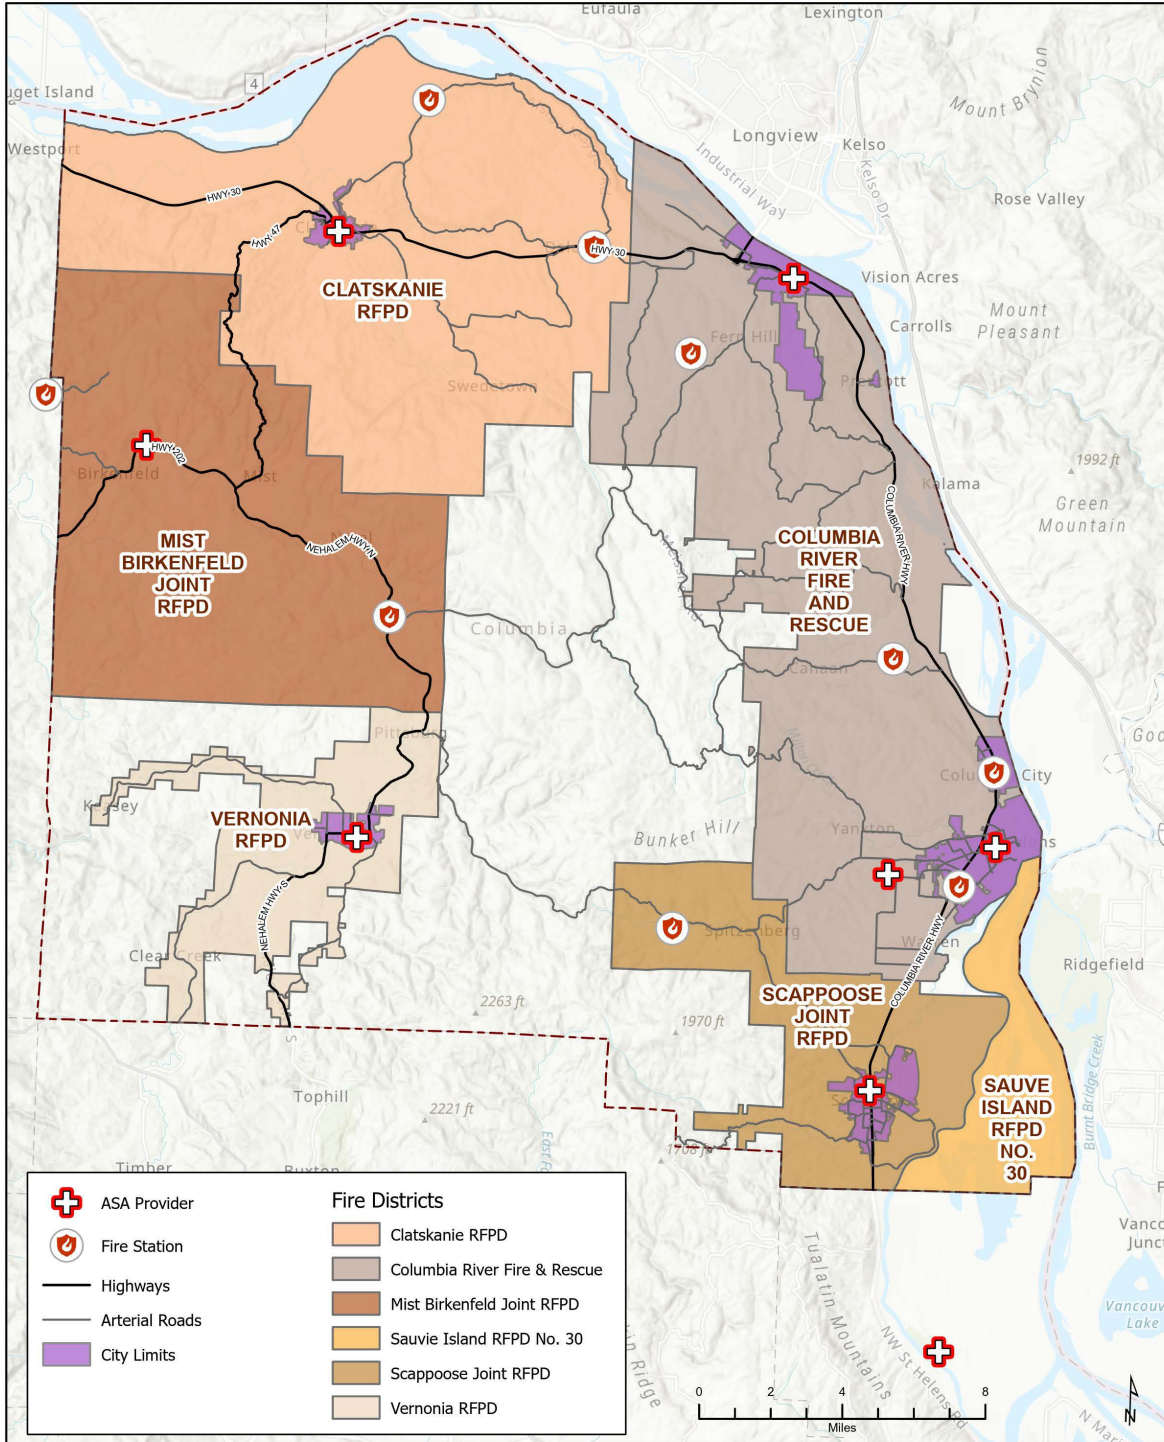 Eufaula
Lexington
4
Puget Island
Mount Brynion
Westport
Longview
Kelso
Industrial Way
Kelso Dr
Rose Valley
HWY 30
HWY 47
HWY 30
Vision Acres
CLATSKANIE
RFPD
Mount
Pleasant
Carrolls
Fern Hill
Prescott
Swedetown
1992 ft
HWY 202
Birkenfeld
Mist
Kalama
Green
Mountain
COLUMBIA RIVER HWY
MIST
BIRKENFELD
JOINT
RFPD
NEHALEM HWY N
COLUMBIA
RIVER
FIRE
AND
RESCUE
Columbia
Canaan
Pittsburg
Columbia City
Keasey
VERNONIA
RFPD
Bunker Hill
Yankton
NEHALEM HWY S
Spitzenberg
Warren
COLUMBIA RIVER HWY
Clear Creek
Ridgefield
SCAPPOOSE
JOINT
RFPD
2263 ft
1970 ft
Burnt Bridge Creek
SAUVE
ISLAND
RFPD
NO.
30
Tophill
2221 ft
1708 ft
Timber
Buxton
ASA Provider
Fire Station
Highways
Arterial Roads
City Limits
Fire Districts
Clatskanie RFPD
Columbia River Fire & Rescue
Mist Birkenfeld Joint RFPD
Sauvie Island RFPD No. 30
Scappoose Joint RFPD
Vernonia RFPD
Tualatin Mountains
NW St Helens Rd
Ridge
Lake
0 2 4 8
Miles
N